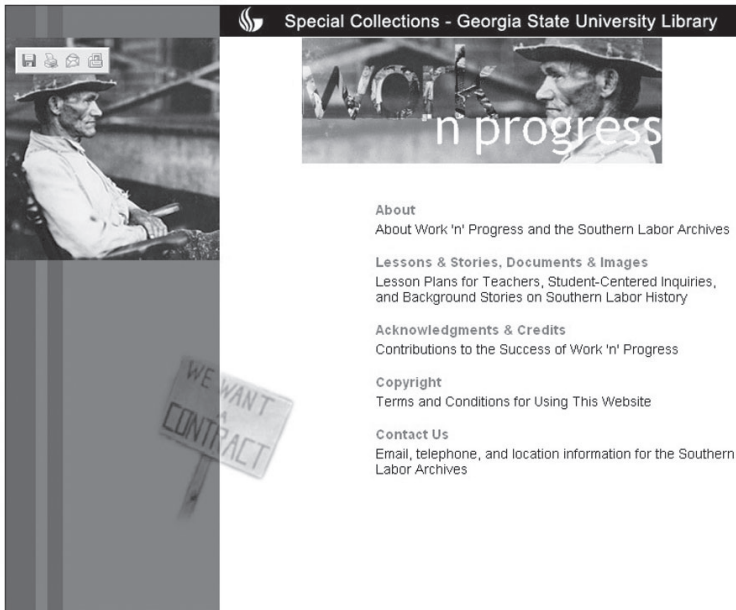 Special Collections - Georgia State University Library
work
n progress
About
About Work 'n' Progress and the Southern Labor Archives
Lessons & Stories, Documents & Images
Lesson Plans for Teachers, Student-Centered Inquiries,
and Background Stories on Southern Labor History
Acknowledgments & Credits
Contributions to the Success of Work 'n' Progress
Copyright
Terms and Conditions for Using This Website
Contact Us
Email, telephone, and location information for the Southern
Labor Archives
WE WANT
A
CONTRACT